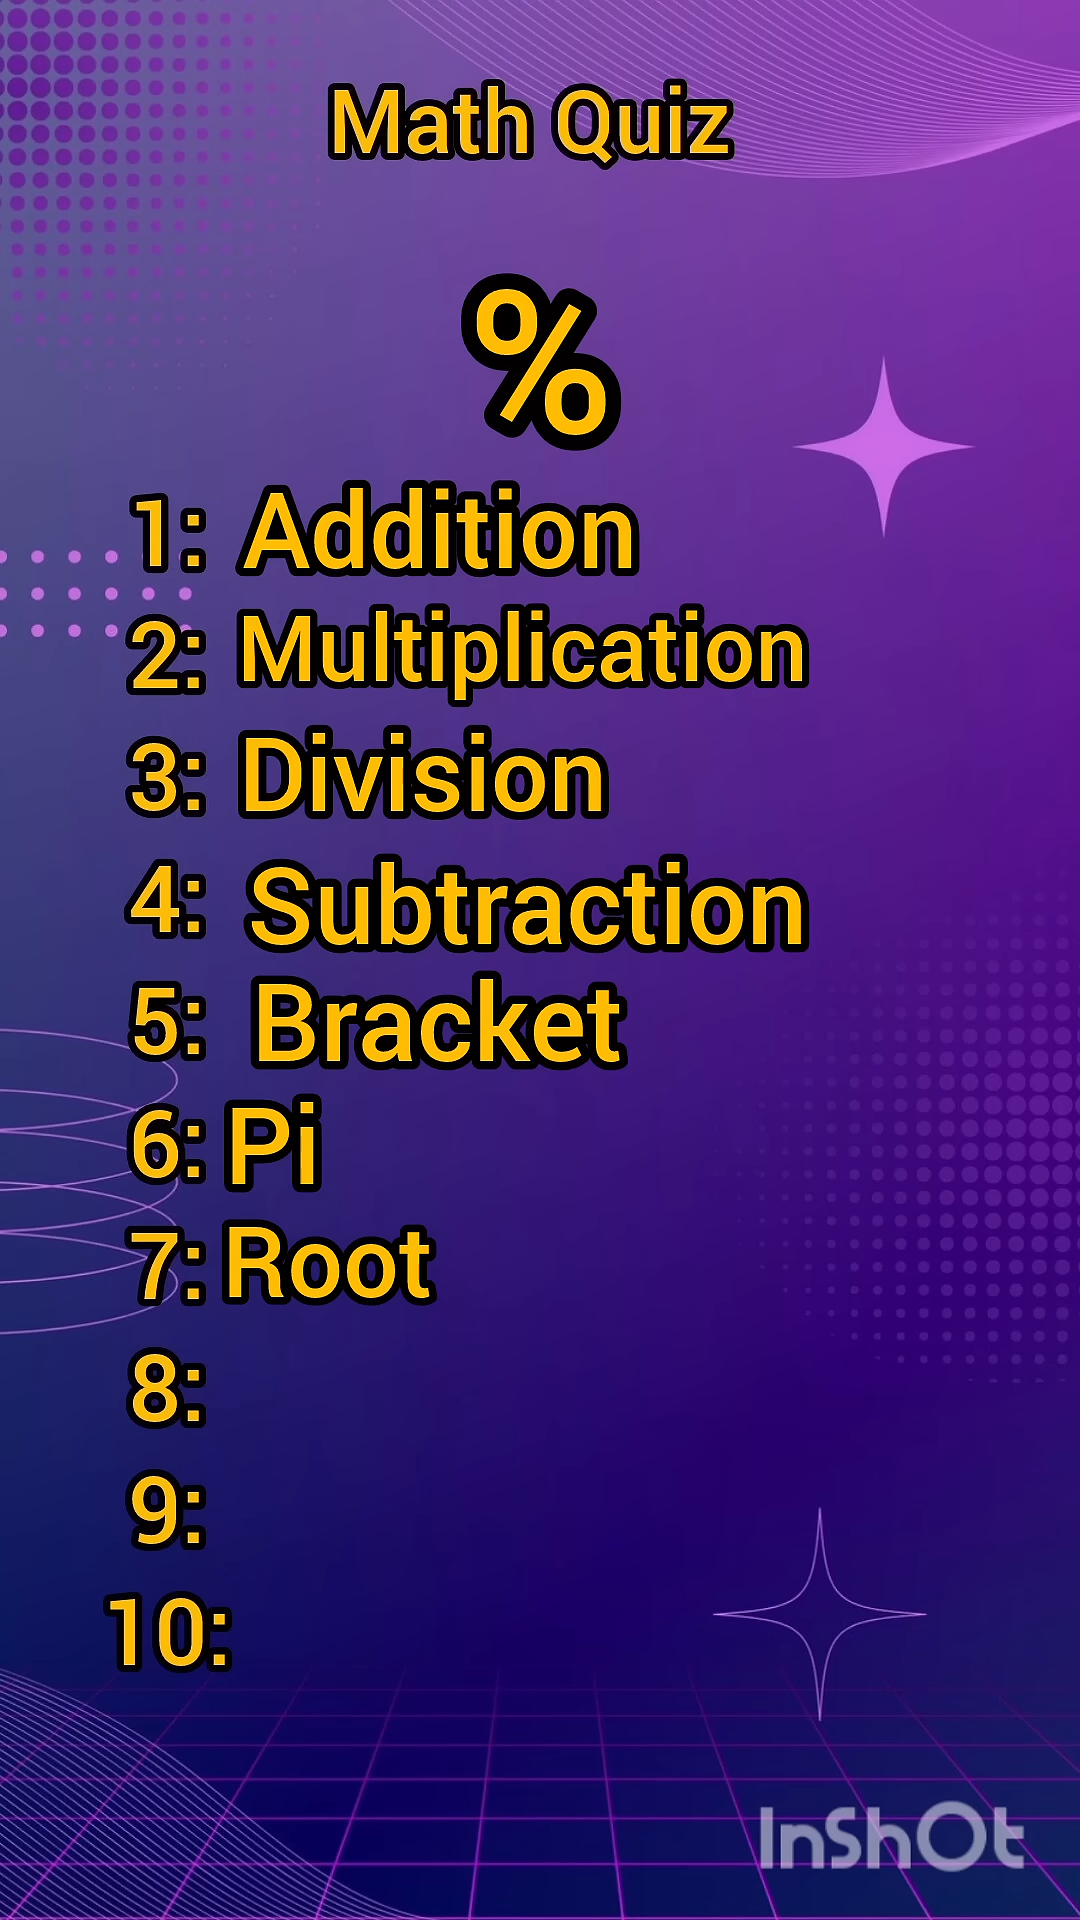 Math Quiz
%
1: Addition
2: Multiplication
3: Division
4: Subtraction
5: Bracket
6: Pi
7: Root
8:
9:
10:
InShOt